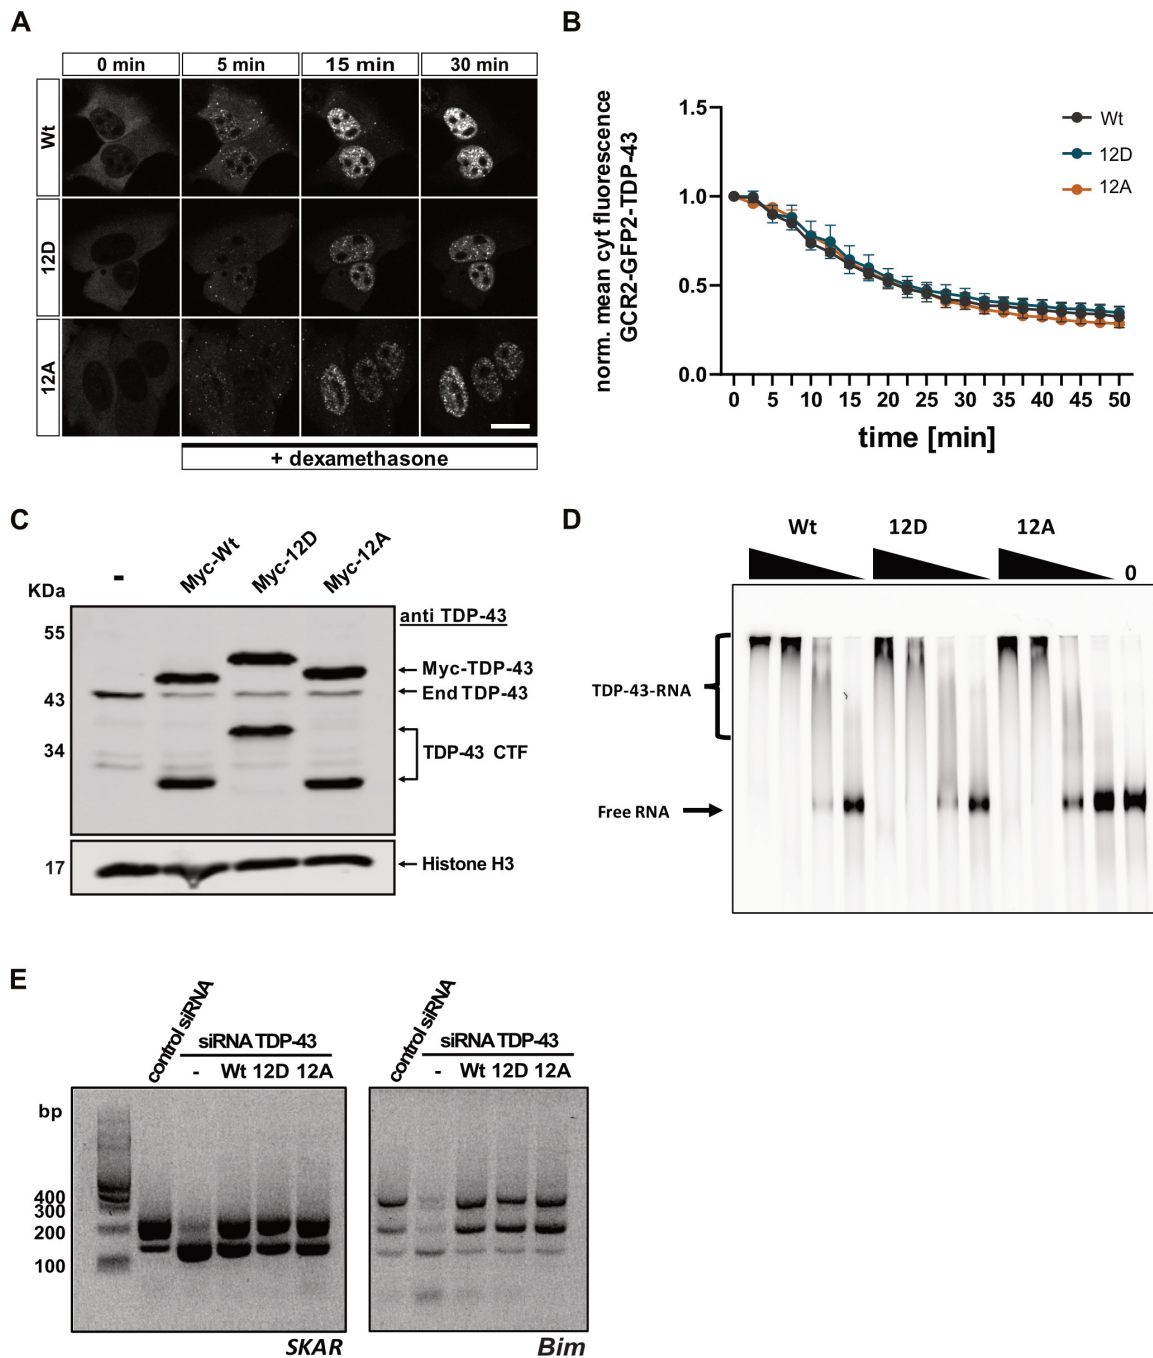 A
0 min 5 min 15 min 30 min
Wt
12D
12A
+ dexamethasone
B
norm. mean cyt fluorescence
GCR2-GFP2-TDP-43
1.5
1.0
0.5
0.0
0 5 10 15 20 25 30 35 40 45 50
time [min]
Wt
12D
12A
C
- Myc-Wt Myc-12D Myc-12A
KDa
55
43
34
17
anti TDP-43
Myc-TDP-43
End TDP-43
TDP-43 CTF
Histone H3
D
Wt 12D 12A 0
TDP-43-RNA
Free RNA
E
control siRNA
siRNA TDP-43
- Wt 12D 12A
bp
400
300
200
100
SKAR
control siRNA
siRNA TDP-43
- Wt 12D 12A
Bim